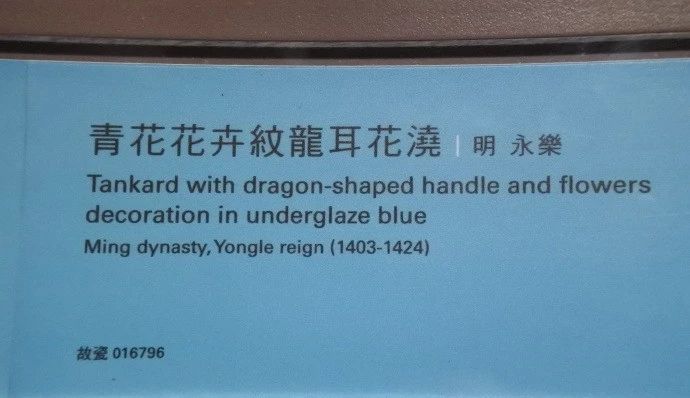 青花花卉紋龍耳花澆 | 明 永樂
Tankard with dragon-shaped handle and flowers
decoration in underglaze blue
Ming dynasty, Yongle reign (1403-1424)
故瓷 016796